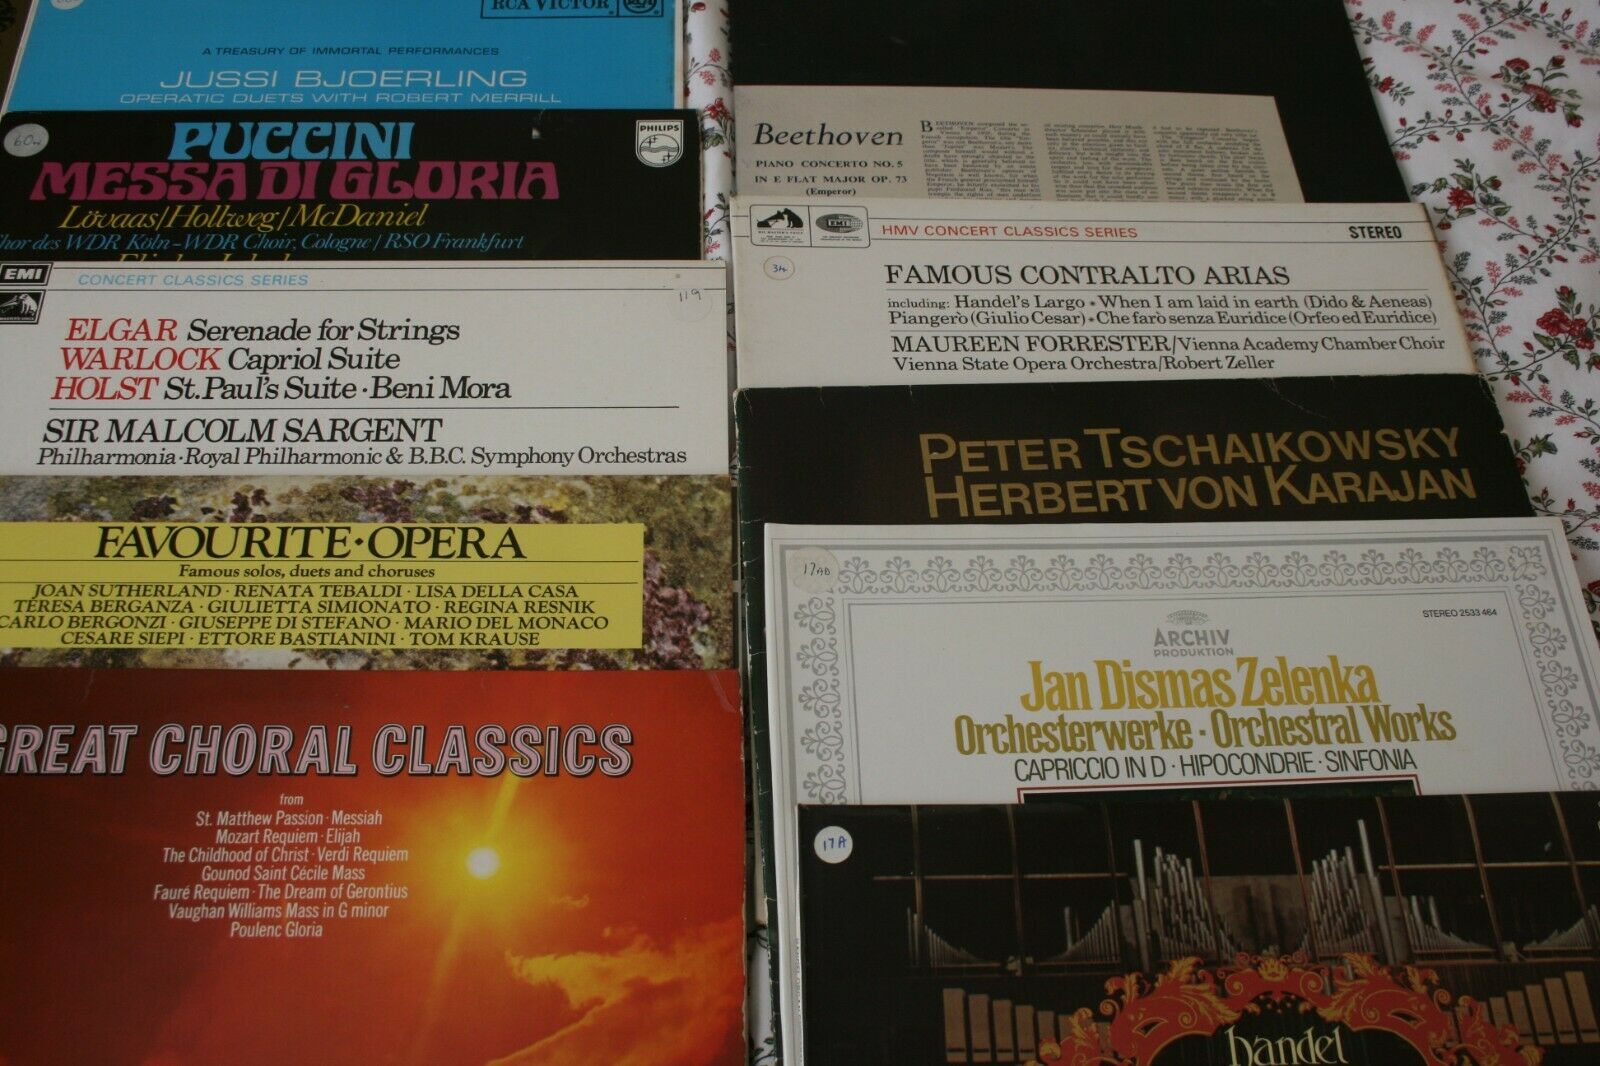 RCA VICTOR
A TREASURY OF IMMORTAL PERFORMANCES
JUSSI BJOERLING
OPERATIC DUETS WITH ROBERT MERRILL
60w
PUCCINI
MESSA DI GLORIA
PHILIPS
Lövaas/Hollweg/McDaniel
Chor des WDR Köln-WDR Choir, Cologne/RSO Frankfurt
EMI
CONCERT CLASSICS SERIES
119
ELGAR Serenade for Strings
WARLOCK Capriol Suite
HOLST St. Paul's Suite · Beni Mora
SIR MALCOLM SARGENT
Philharmonia · Royal Philharmonic & B.B.C. Symphony Orchestras
FAVOURITE · OPERA
Famous solos, duets and choruses
JOAN SUTHERLAND · RENATA TEBALDI · LISA DELLA CASA
TERESA BERGANZA · GIULIETTA SIMIONATO · REGINA RESNIK
CARLO BERGONZI · GIUSEPPE DI STEFANO · MARIO DEL MONACO
CESARE SIEPI · ETTORE BASTIANINI · TOM KRAUSE
GREAT CHORAL CLASSICS
from
St. Matthew Passion · Messiah
Mozart Requiem · Elijah
The Childhood of Christ · Verdi Requiem
Gounod Saint Cécile Mass
Fauré Requiem · The Dream of Gerontius
Vaughan Williams Mass in G minor
Poulenc Gloria
Beethoven
PIANO CONCERTO NO. 5
IN E FLAT MAJOR OP. 73
(Emperor)
HIS MASTER'S VOICE
EMI
HMV CONCERT CLASSICS SERIES
STEREO
34
FAMOUS CONTRALTO ARIAS
including: Handel's Largo • When I am laid in earth (Dido & Aeneas)
Piangerò (Giulio Cesar) • Che farò senza Euridice (Orfeo ed Euridice)
MAUREEN FORRESTER/Vienna Academy Chamber Choir
Vienna State Opera Orchestra/Robert Zeller
PETER TSCHAIKOWSKY
HERBERT VON KARAJAN
17AD
STEREO 2533 464
ARCHIV
PRODUKTION
Jan Dismas Zelenka
Orchesterwerke · Orchestral Works
CAPRICCIO IN D · HIPOCONDRIE · SINFONIA
17A
handel